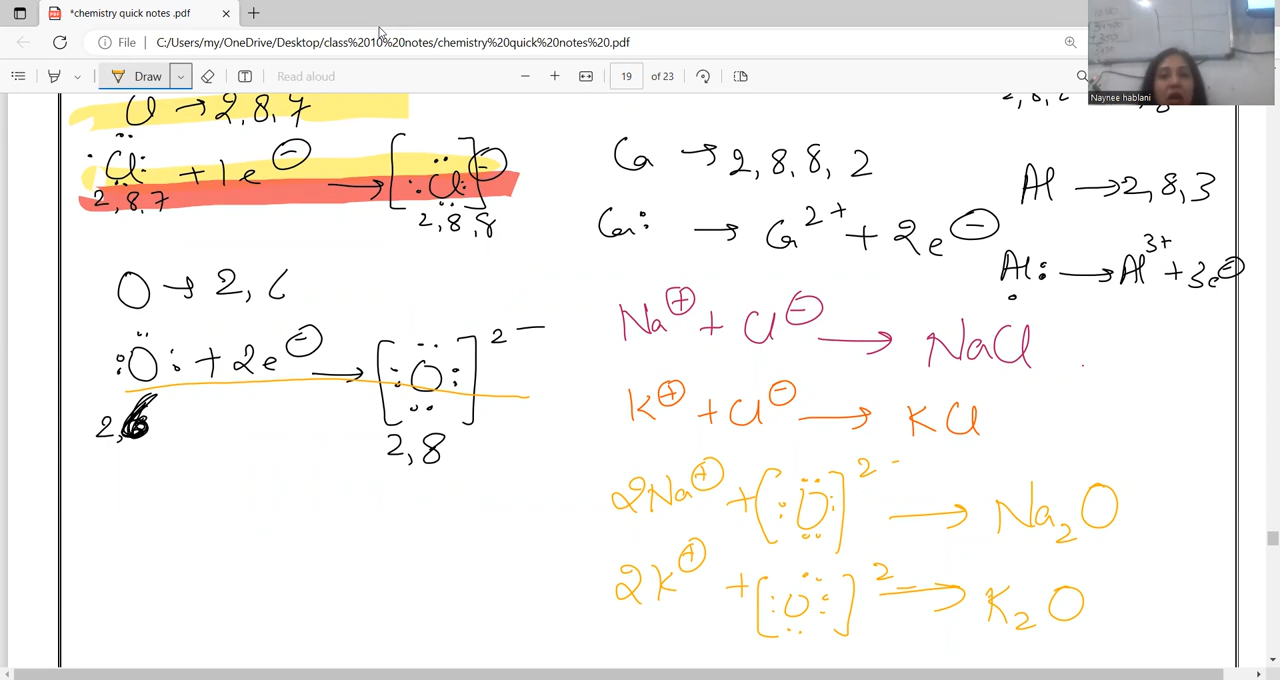 *chemistry quick notes .pdf
File C:/Users/my/OneDrive/Desktop/class%2010%20notes/chemistry%20quick%20notes%20.pdf
Draw
Read aloud
19 of 23
Naynee hablani
Cl → 2, 8, 7
Cl + 1e⊖ → [Cl]⊖
2, 8, 7
2, 8, 8
O → 2, 6
O + 2e⊖ → [O]2-
2, 6
2, 8
Ca → 2, 8, 8, 2
Ca: → Ca2+ + 2e⊖
Al → 2, 8, 3
Al: → Al3+ + 3e⊖
Na⊕ + Cl⊖ → NaCl
K⊕ + Cl⊖ → KCl
2Na⊕ + [O]2- → Na2O
2K⊕ + [O]2- → K2O